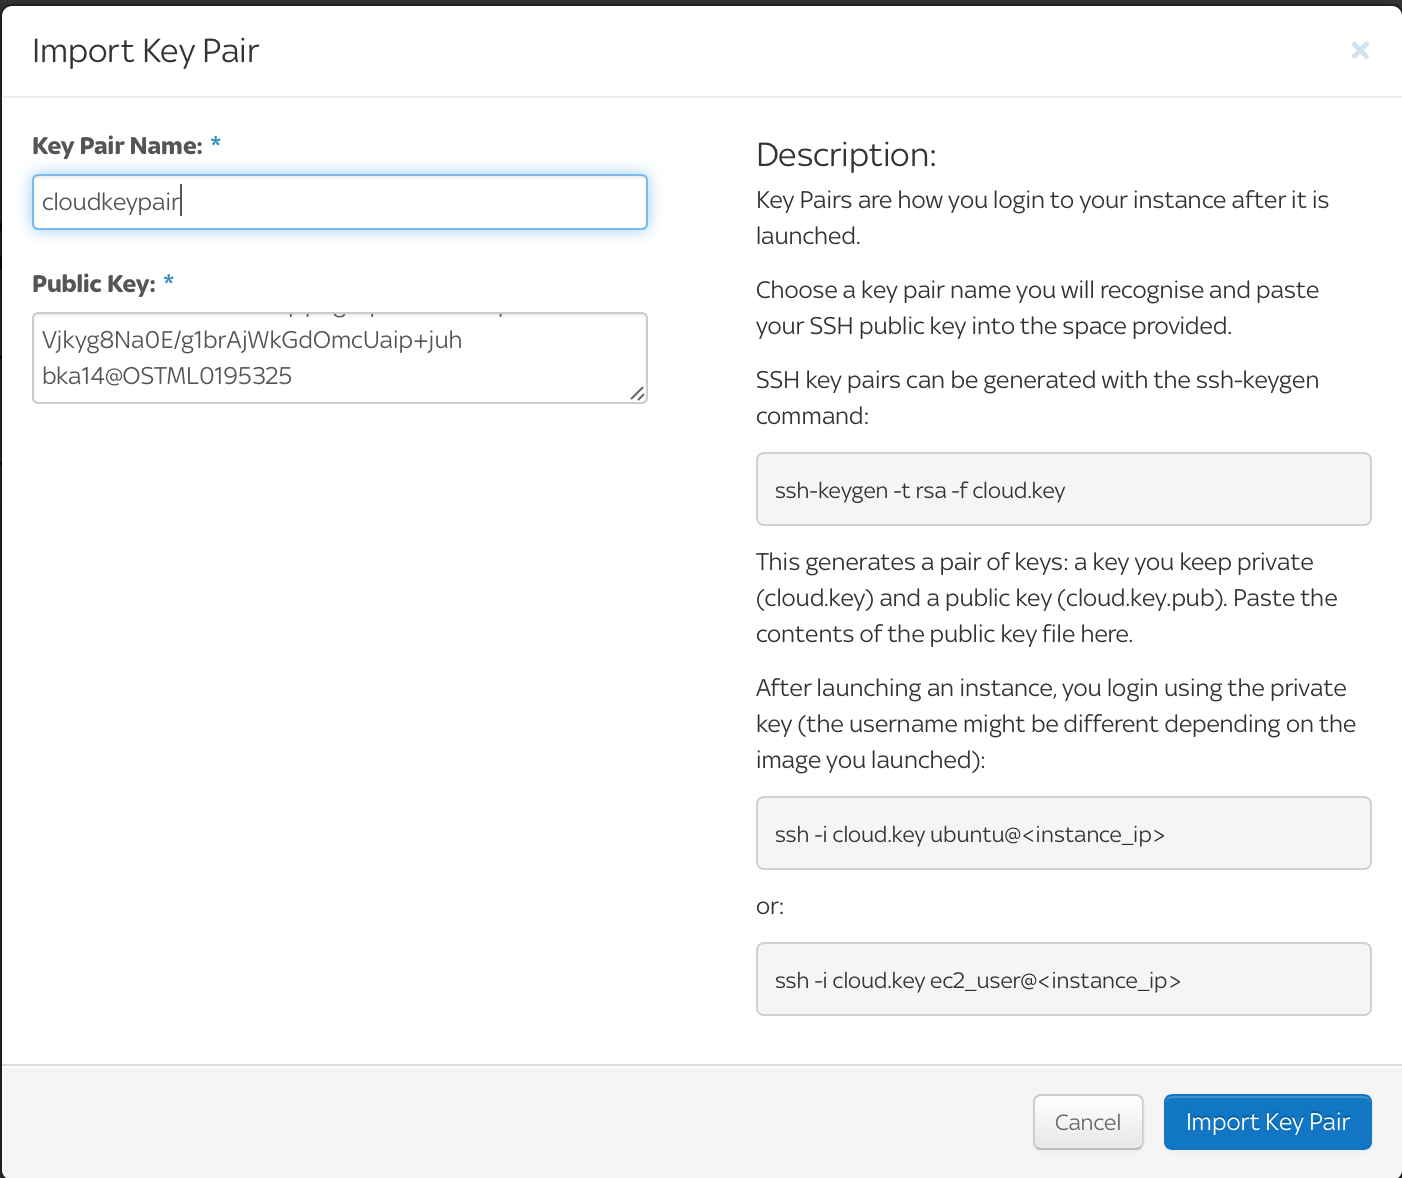 Import Key Pair
×
Key Pair Name: *
cloudkeypair
Public Key: *
Vjkyg8Na0E/g1brAjWkGdOmcUaip+juh
bka14@OSTML0195325
Description:
Key Pairs are how you login to your instance after it is
launched.
Choose a key pair name you will recognise and paste
your SSH public key into the space provided.
SSH key pairs can be generated with the ssh-keygen
command:
ssh-keygen -t rsa -f cloud.key
This generates a pair of keys: a key you keep private
(cloud.key) and a public key (cloud.key.pub). Paste the
contents of the public key file here.
After launching an instance, you login using the private
key (the username might be different depending on the
image you launched):
ssh -i cloud.key ubuntu@<instance_ip>
or:
ssh -i cloud.key ec2_user@<instance_ip>
Cancel
Import Key Pair